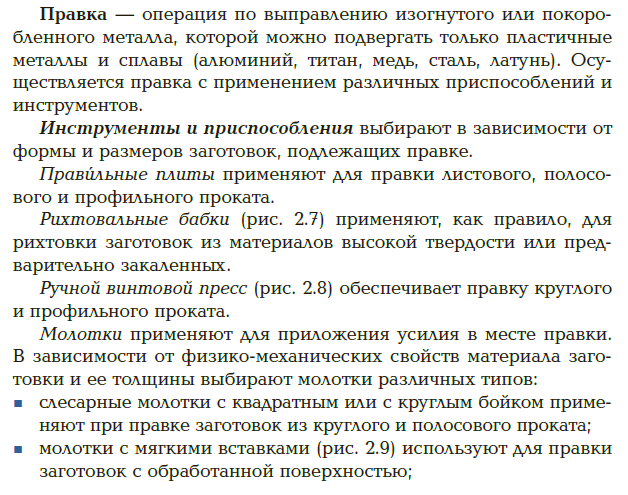 Правка — операция по выправлению изогнутого или покоро-
бленного металла, которой можно подвергать только пластичные
металлы и сплавы (алюминий, титан, медь, сталь, латунь). Осу-
ществляется правка с применением различных приспособлений и
инструментов.
Инструменты и приспособления выбирают в зависимости от
формы и размеров заготовок, подлежащих правке.
Прави́льные плиты применяют для правки листового, полосо-
вого и профильного проката.
Рихтовальные бабки (рис. 2.7) применяют, как правило, для
рихтовки заготовок из материалов высокой твердости или пред-
варительно закаленных.
Ручной винтовой пресс (рис. 2.8) обеспечивает правку круглого
и профильного проката.
Молотки применяют для приложения усилия в месте правки.
В зависимости от физико-механических свойств материала заго-
товки и ее толщины выбирают молотки различных типов:
▪ слесарные молотки с квадратным или с круглым бойком приме-
няют при правке заготовок из круглого и полосового проката;
▪ молотки с мягкими вставками (рис. 2.9) используют для правки
заготовок с обработанной поверхностью;